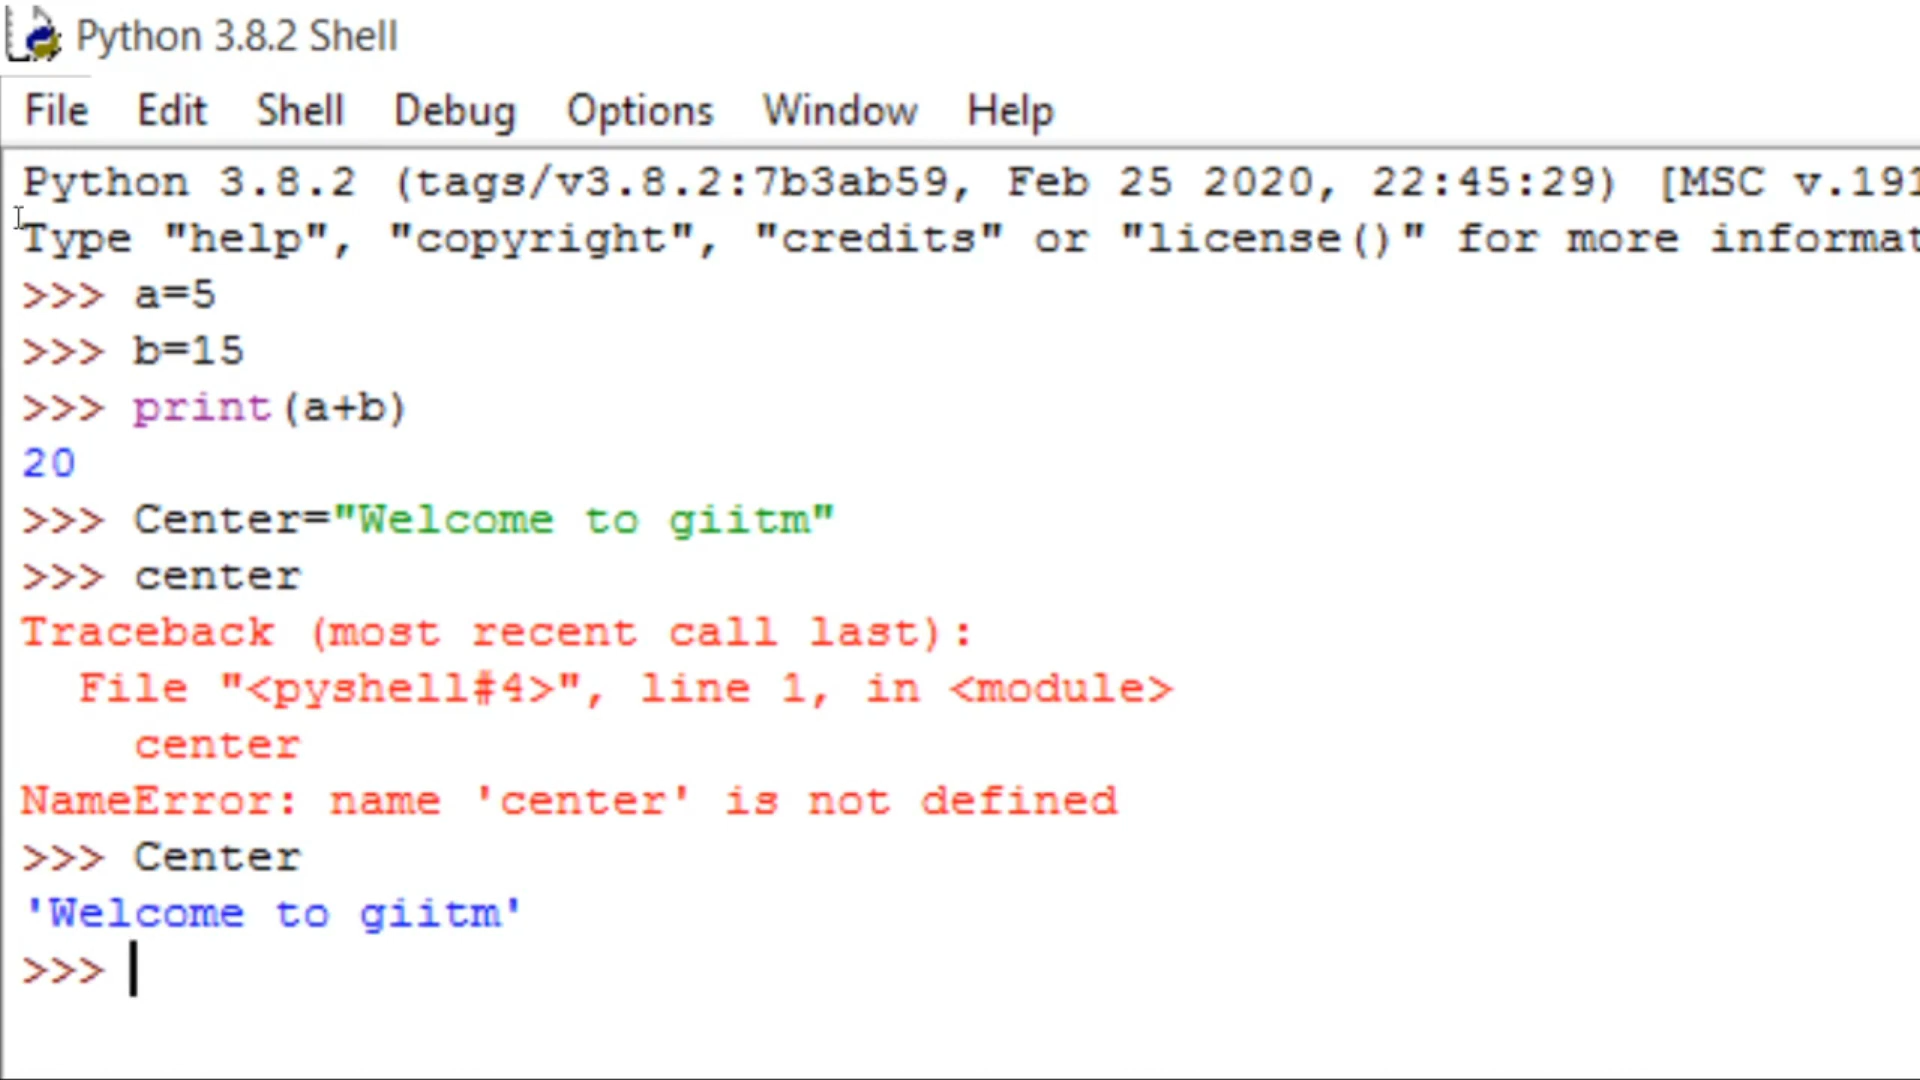 Python 3.8.2 Shell
File Edit Shell Debug Options Window Help
Python 3.8.2 (tags/v3.8.2:7b3ab59, Feb 25 2020, 22:45:29) [MSC v.191
Type "help", "copyright", "credits" or "license()" for more informat
>>> a=5
>>> b=15
>>> print(a+b)
20
>>> Center="Welcome to giitm"
>>> center
Traceback (most recent call last):
  File "<pyshell#4>", line 1, in <module>
    center
NameError: name 'center' is not defined
>>> Center
'Welcome to giitm'
>>>